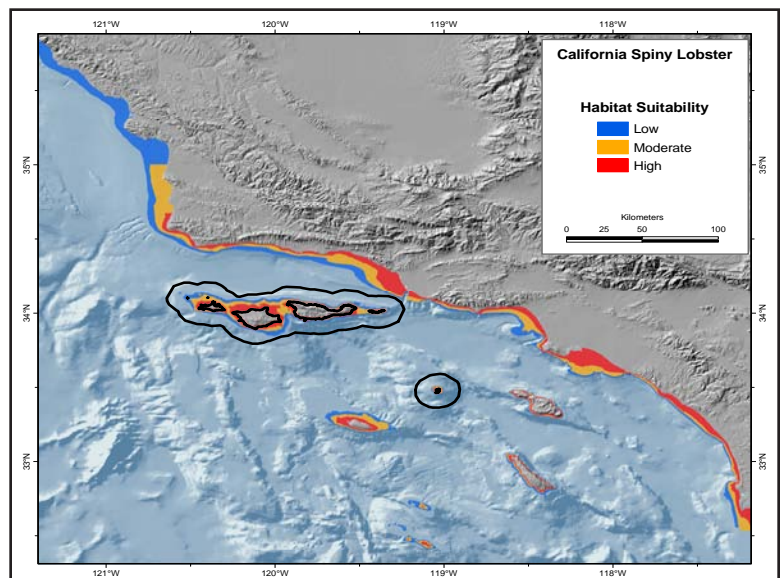 121°W 120°W 119°W 118°W
California Spiny Lobster
Habitat Suitability
Low
Moderate
High
Kilometers
0 25 50 100
35°N
35°N
34°N
34°N
33°N
33°N
121°W 120°W 119°W 118°W